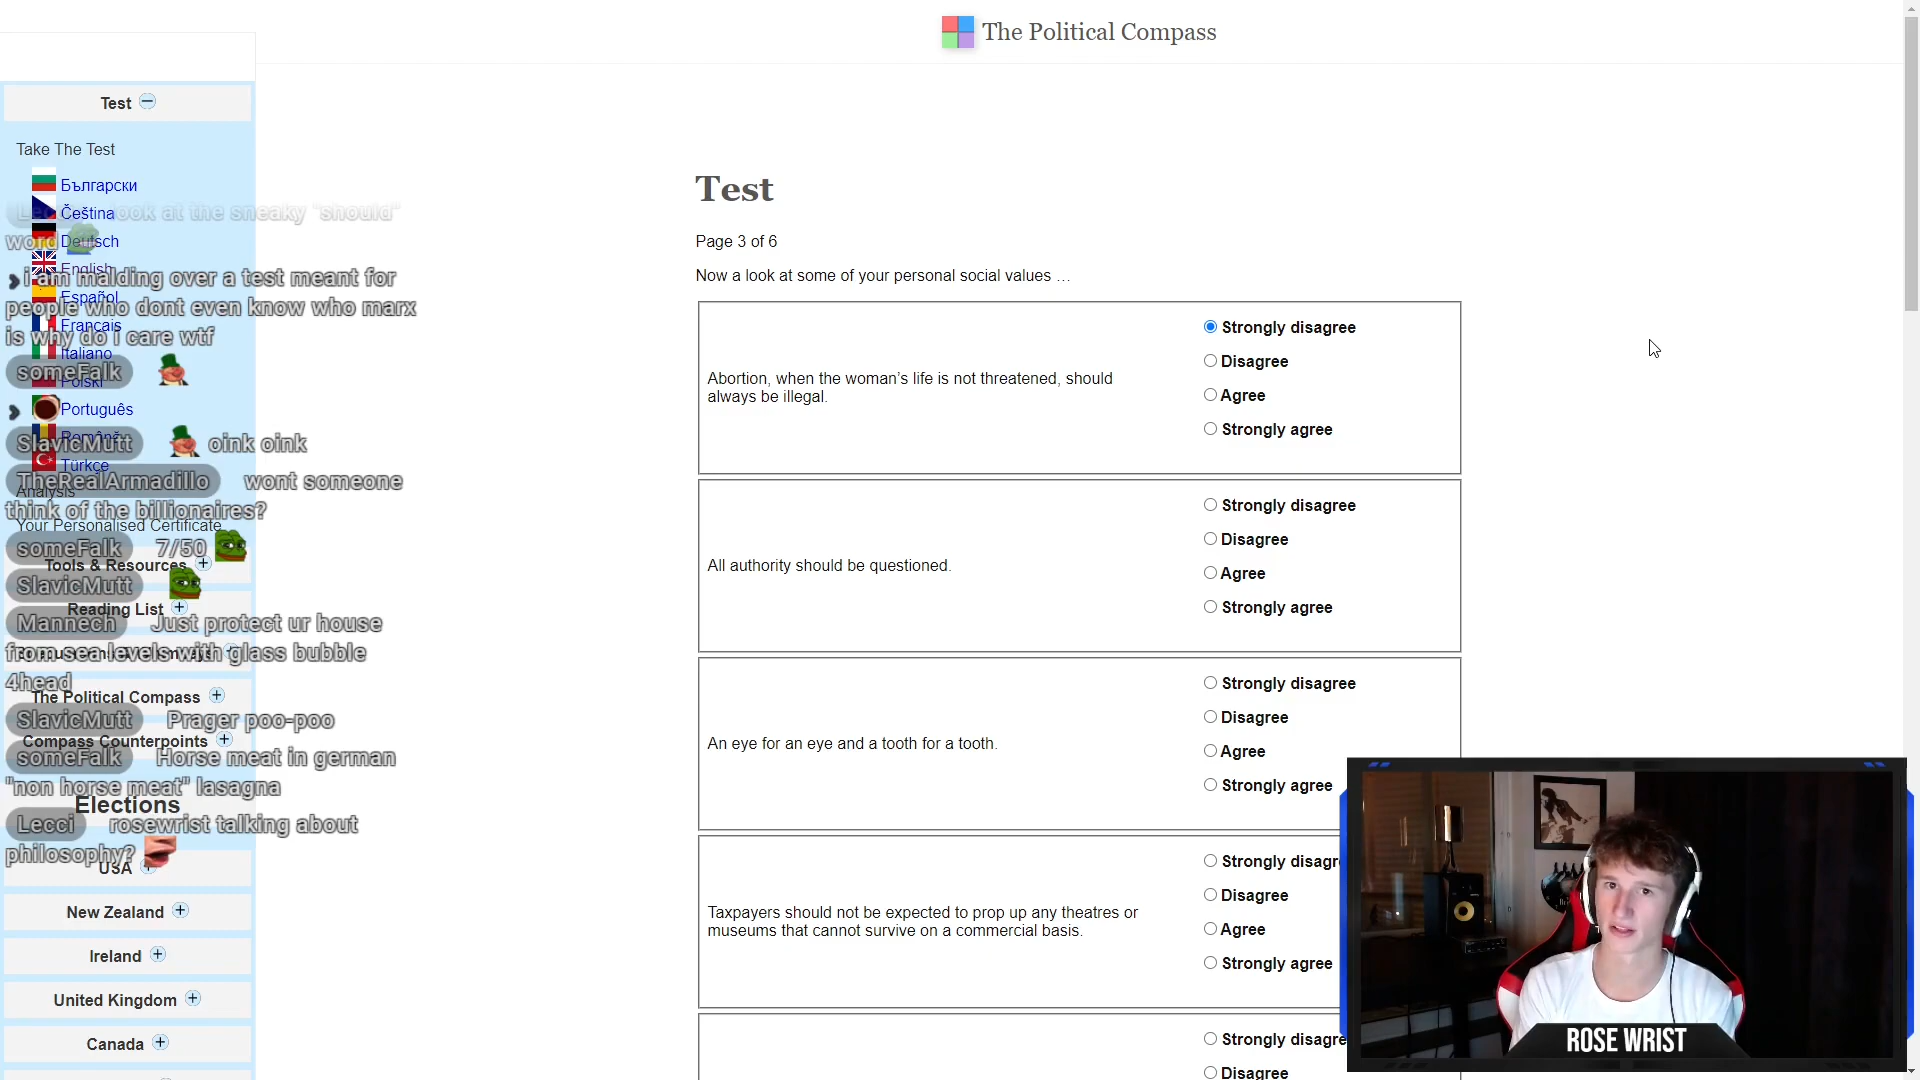 The Political Compass
Test
Take The Test
Български
Čeština
Lecci look at the sneaky "should"
word
Deutsch
English
i am malding over a test meant for
Español
people who dont even know who marx
Français
is why do i care wtf
Italiano
someFalk
Polski
Português
Română
SlavicMutt oink oink
Türkçe
TheRealArmadillo wont someone
Analysis
think of the billionaires?
Your Personalised Certificate
someFalk 7/50
Tools & Resources
SlavicMutt
Reading List
Mannech Just protect ur house
from sea levels with glass bubble
4head
The Political Compass
SlavicMutt Prager poo-poo
Compass Counterpoints
someFalk Horse meat in german
"non horse meat" lasagna
Elections
Lecci rosewrist talking about
philosophy?
USA
New Zealand
Ireland
United Kingdom
Canada
Test
Page 3 of 6
Now a look at some of your personal social values …
Abortion, when the woman’s life is not threatened, should
always be illegal.
Strongly disagree
Disagree
Agree
Strongly agree
All authority should be questioned.
Strongly disagree
Disagree
Agree
Strongly agree
An eye for an eye and a tooth for a tooth.
Strongly disagree
Disagree
Agree
Strongly agree
Taxpayers should not be expected to prop up any theatres or
museums that cannot survive on a commercial basis.
Strongly disagr
Disagree
Agree
Strongly agree
Strongly disagre
Disagree
ROSE WRIST